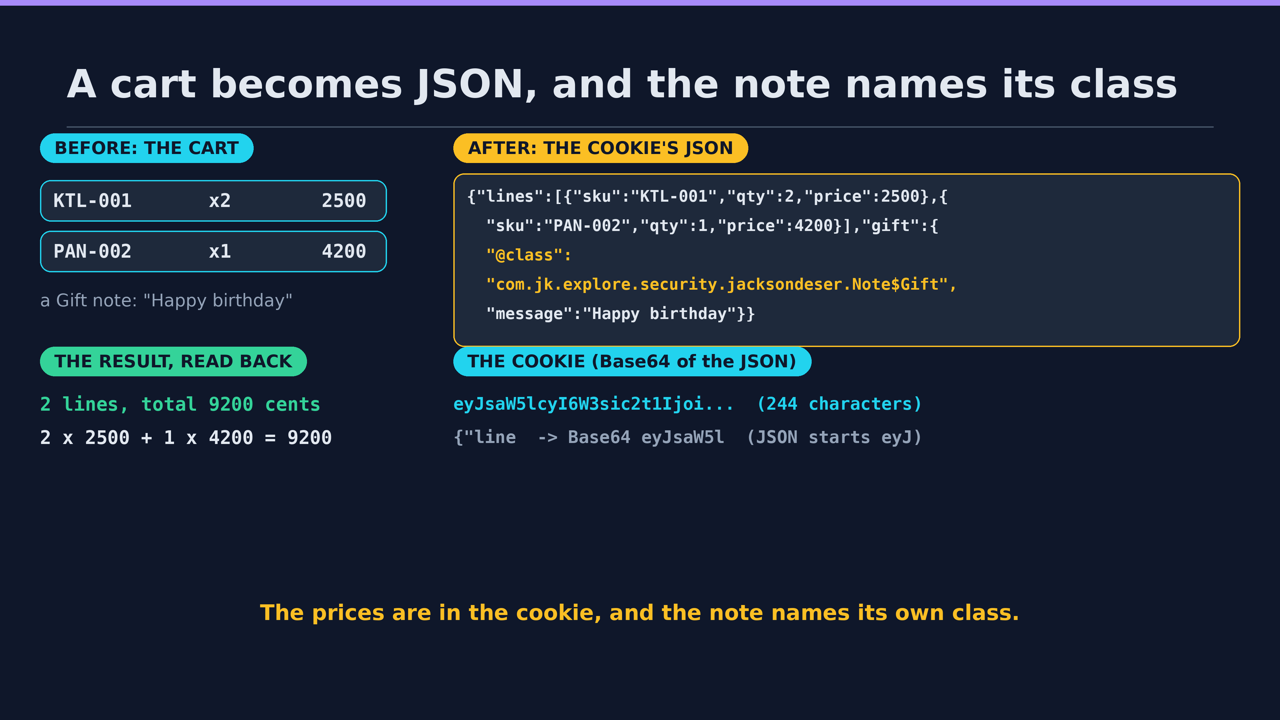 A cart becomes JSON, and the note names its class
BEFORE: THE CART
KTL-001 x2 2500
PAN-002 x1 4200
a Gift note: "Happy birthday"
AFTER: THE COOKIE'S JSON
{"lines":[{"sku":"KTL-001","qty":2,"price":2500},{
"sku":"PAN-002","qty":1,"price":4200}],"gift":{
"@class":
"com.jk.explore.security.jacksondeser.Note$Gift",
"message":"Happy birthday"}}
THE RESULT, READ BACK
2 lines, total 9200 cents
2 x 2500 + 1 x 4200 = 9200
THE COOKIE (Base64 of the JSON)
eyJsaW5lcyI6W3sic2t1Ijoi... (244 characters)
{"line -> Base64 eyJsaW5l (JSON starts eyJ)
The prices are in the cookie, and the note names its own class.